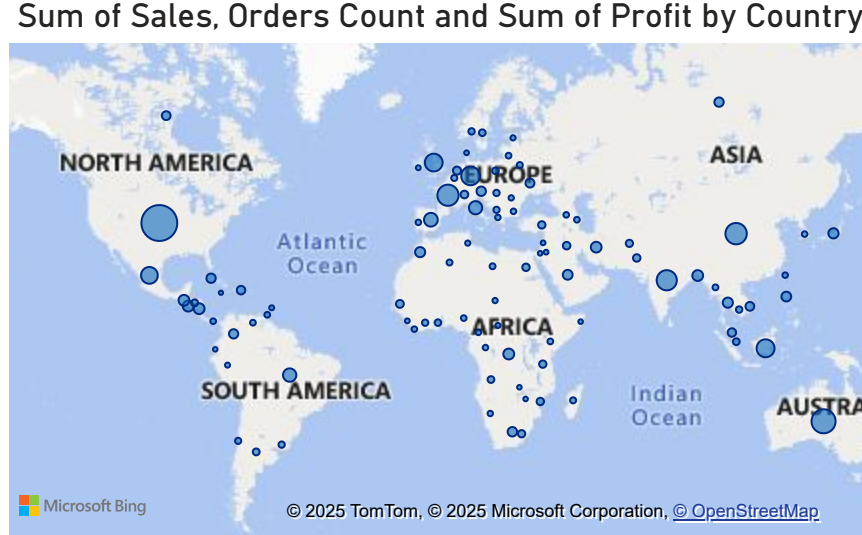 Sum of Sales, Orders Count and Sum of Profit by Country
NORTH AMERICA
EUROPE
ASIA
Atlantic
Ocean
AFRICA
SOUTH AMERICA
Indian
Ocean
AUSTRA
Microsoft Bing
© 2025 TomTom, © 2025 Microsoft Corporation, © OpenStreetMap